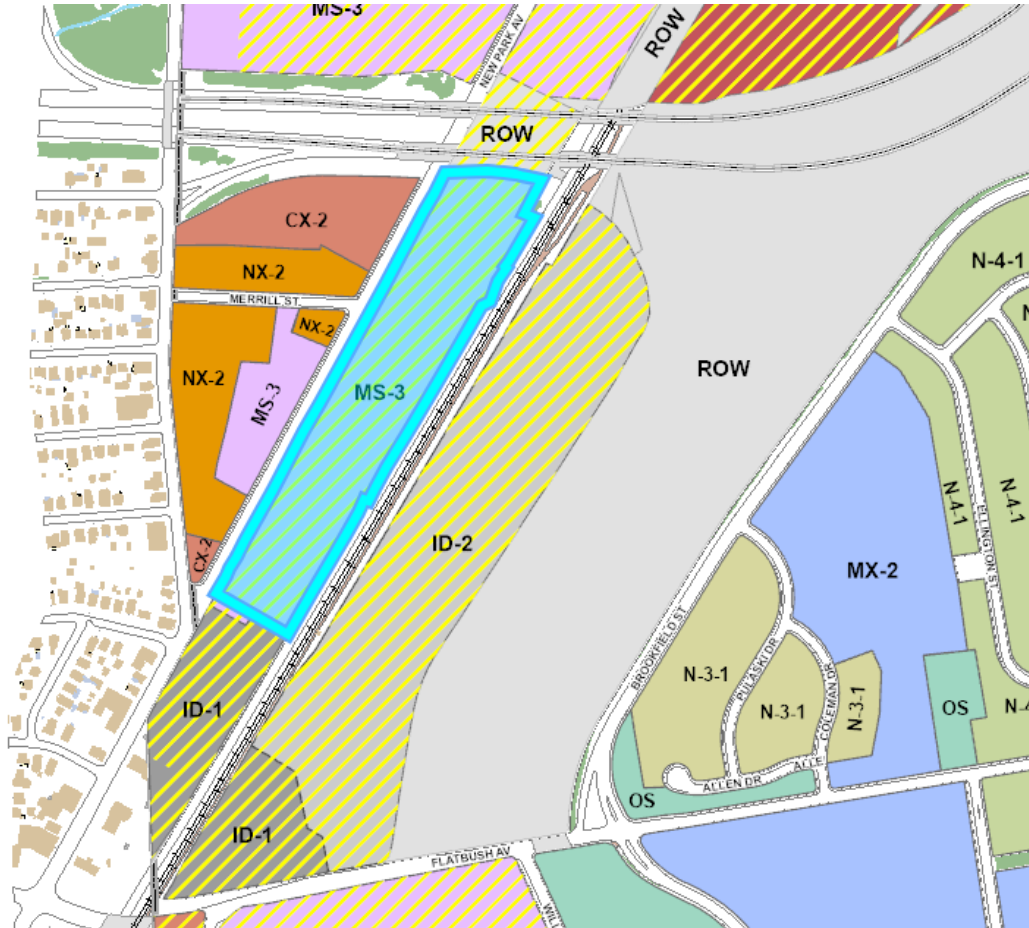 MS-3
NEW PARK AV
ROW
ROW
CX-2
N-4-1
NX-2
MERRILL ST
NX-2
ROW
NX-2
MS-3
MS-3
N-4-1
N-4-1
ELLINGTON ST
ID-2
CX-2
MX-2
BROOKFIELD ST
N-3-1
PULASKI DR
COLEMAN DR
N-3-1
N-3-1
OS
ID-1
ALLEN DR
ALLE
OS
ID-1
FLATBUSH AV